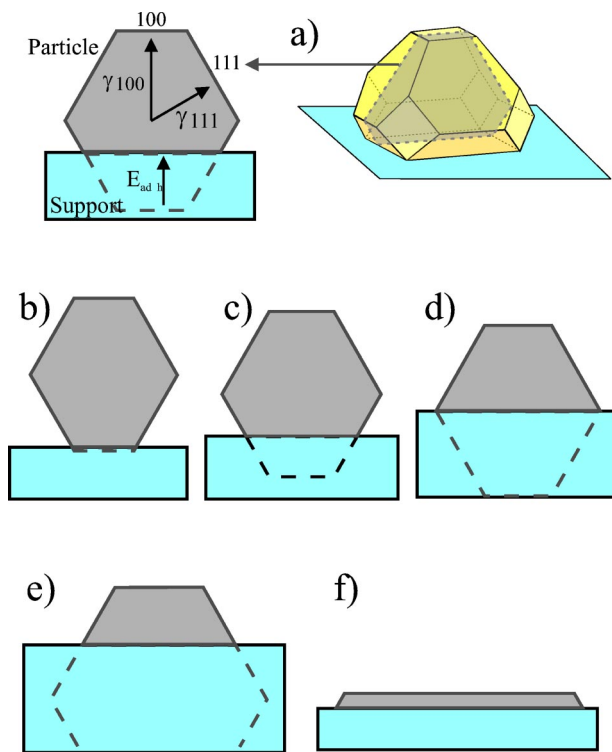 100
Particle
111
a)
γ100
γ111
Ead h
Support
b)
c)
d)
e)
f)